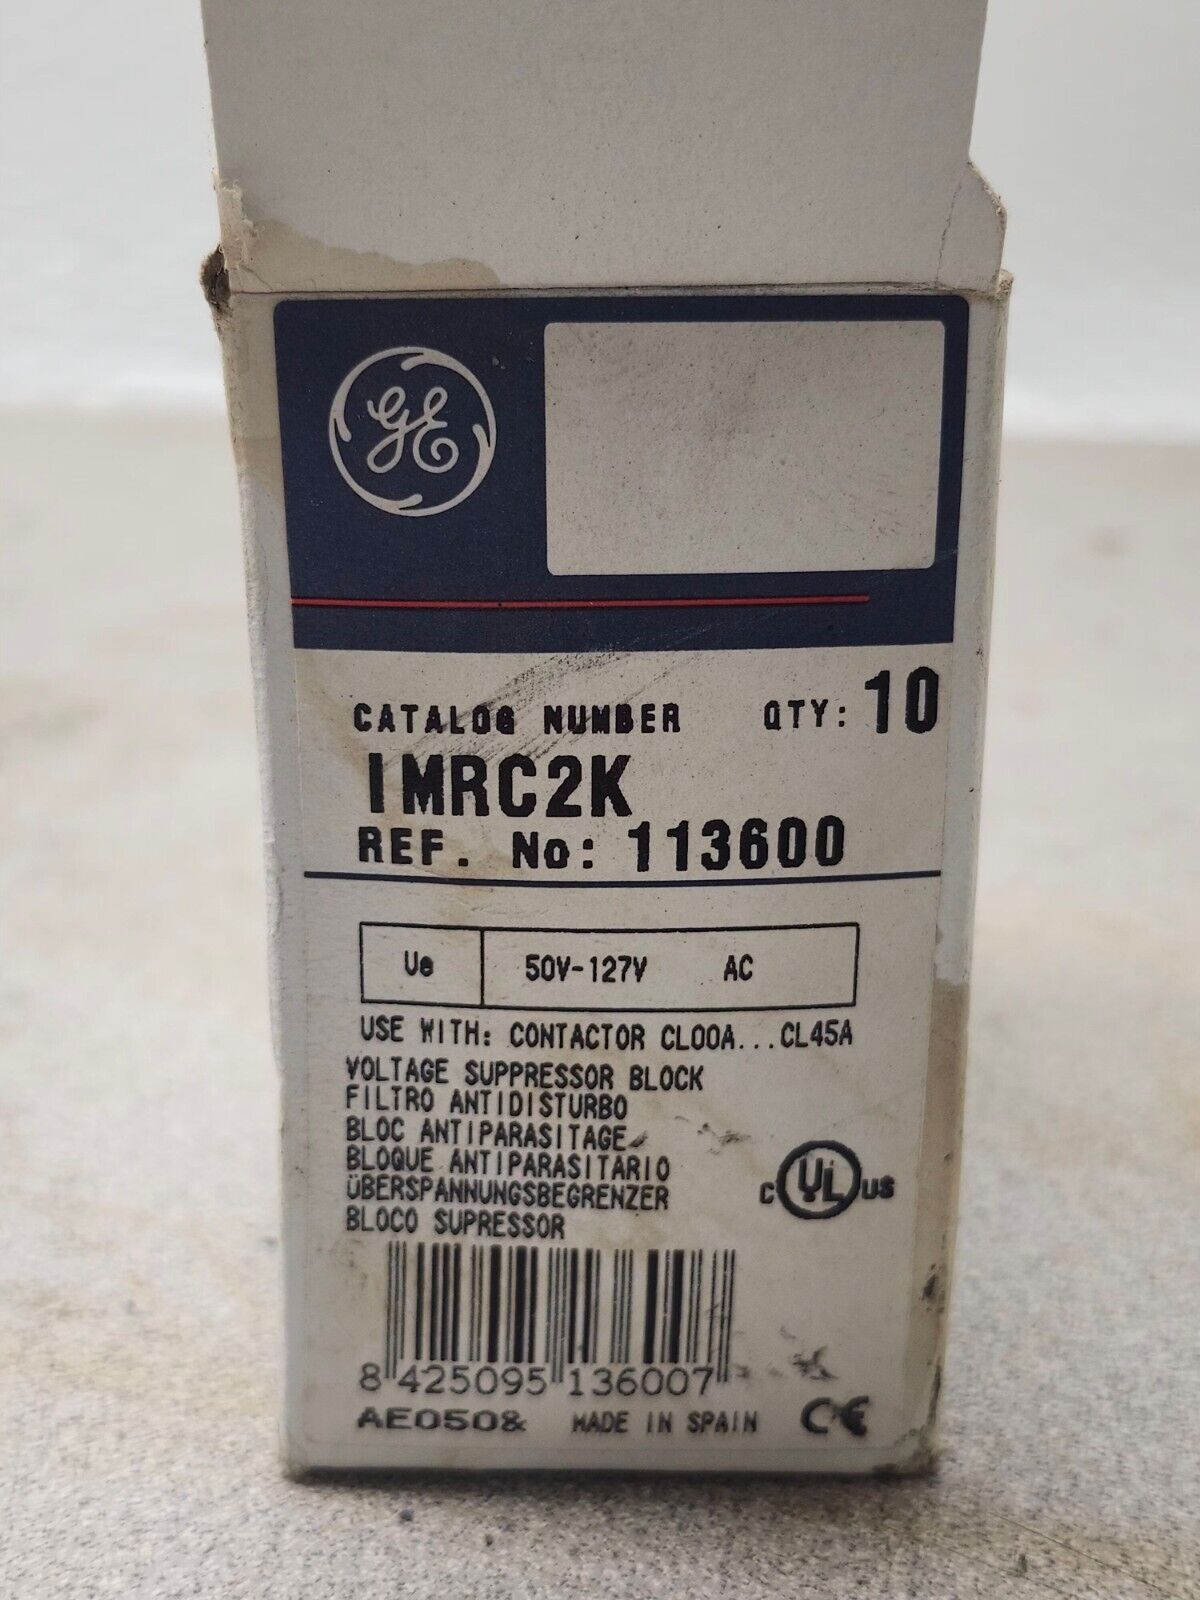 GE
CATALOG NUMBER QTY: 10
IMRC2K
REF. No: 113600
Ue 50V-127V AC
USE WITH: CONTACTOR CL00A...CL45A
VOLTAGE SUPPRESSOR BLOCK
FILTRO ANTIDISTURBO
BLOC ANTIPARASITAGE
BLOQUE ANTIPARASITARIO
ÜBERSPANNUNGSBEGRENZER
BLOCO SUPRESSOR
C UL US
8 425095 136007
AE0508 MADE IN SPAIN CE